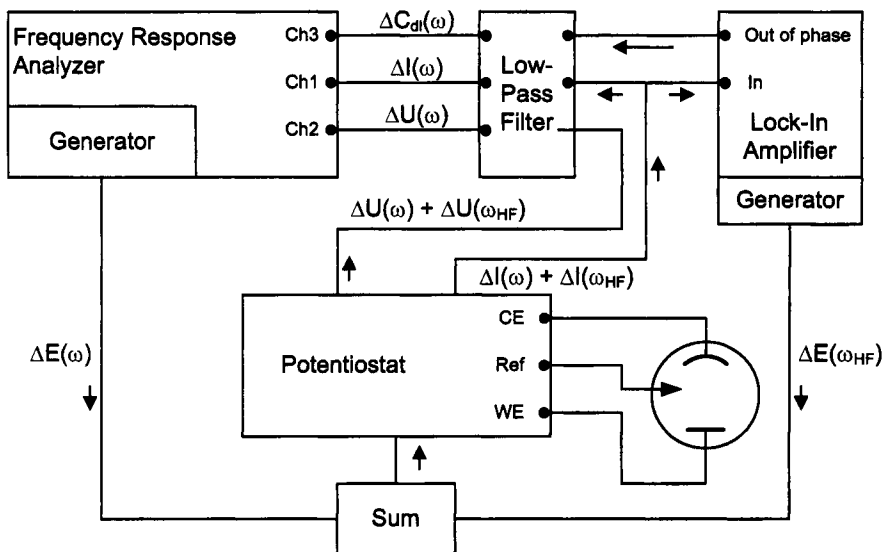 Frequency Response
Analyzer
Generator
Ch3
Ch1
Ch2
ΔC_dl(ω)
ΔI(ω)
ΔU(ω)
Low-
Pass
Filter
Out of phase
In
Lock-In
Amplifier
Generator
ΔU(ω) + ΔU(ω_HF)
ΔI(ω) + ΔI(ω_HF)
Potentiostat
CE
Ref
WE
ΔE(ω)
ΔE(ω_HF)
Sum